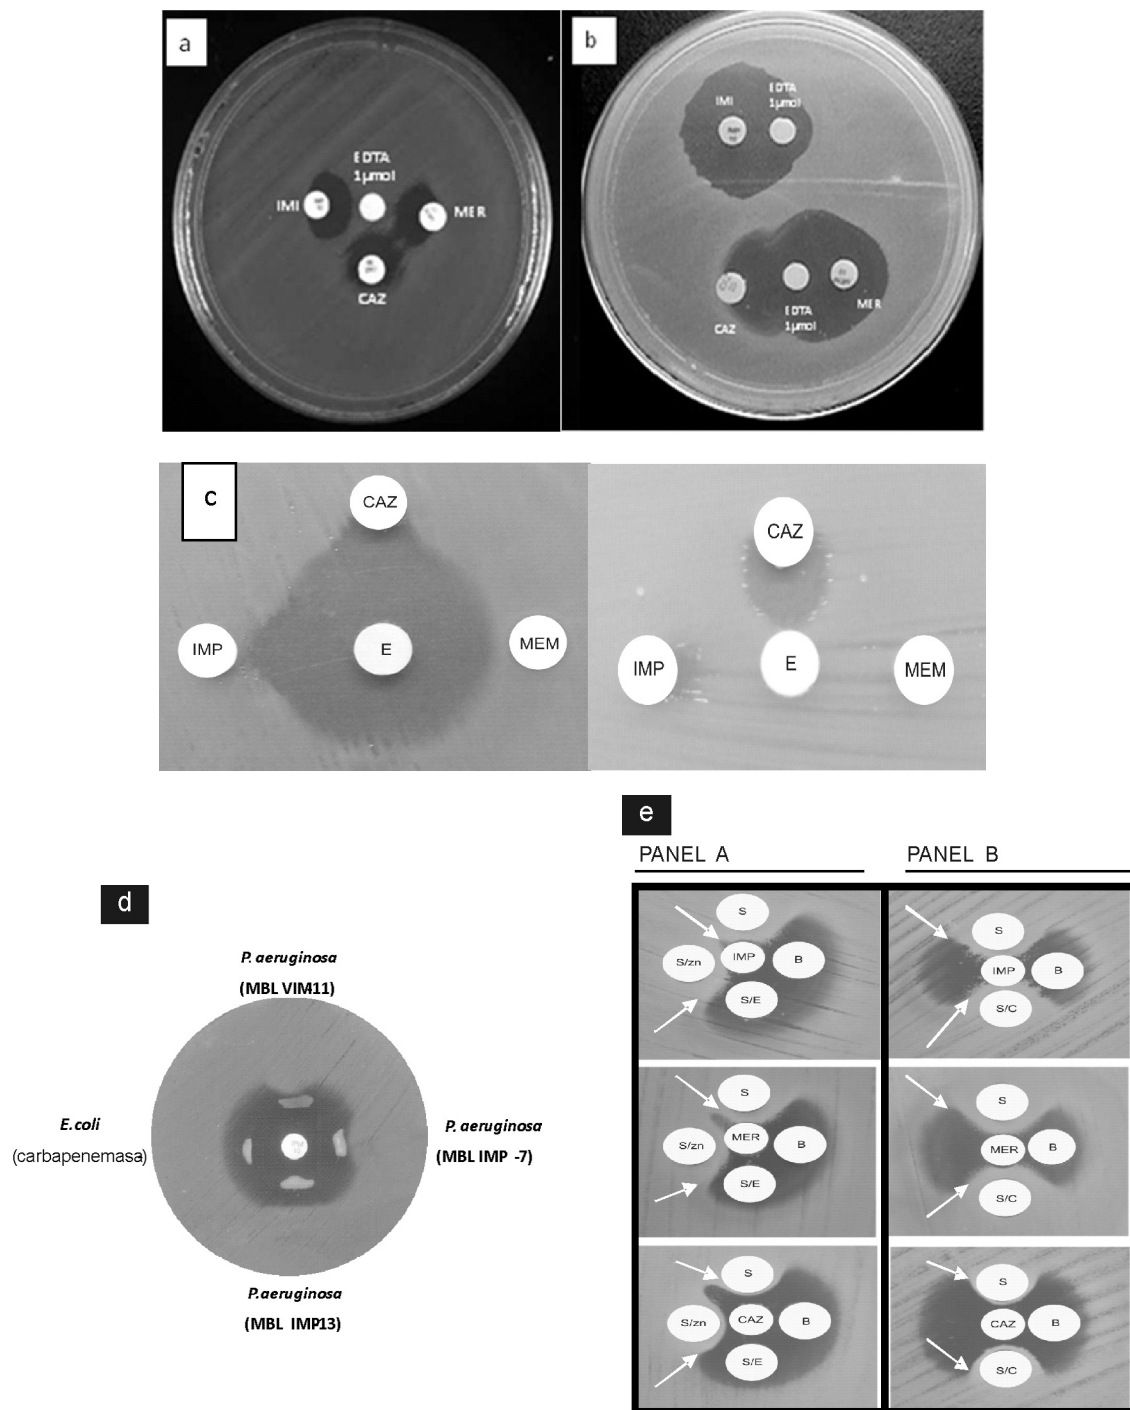 a
EDTA
1µmol
IMI
MER
CAZ
b
IMI
EDTA
1µmol
CAZ
EDTA
1µmol
MER
c
CAZ
IMP
E
MEM
CAZ
IMP
E
MEM
d
P. aeruginosa
(MBL VIM11)
E.coli
(carbapenemasa)
P. aeruginosa
(MBL IMP -7)
P.aeruginosa
(MBL IMP13)
e
PANEL A
PANEL B
S
S/zn
IMP
B
S/E
S
IMP
B
S/C
S
S/zn
MER
B
S/E
S
MER
B
S/C
S
S/zn
CAZ
B
S/E
S
CAZ
B
S/C